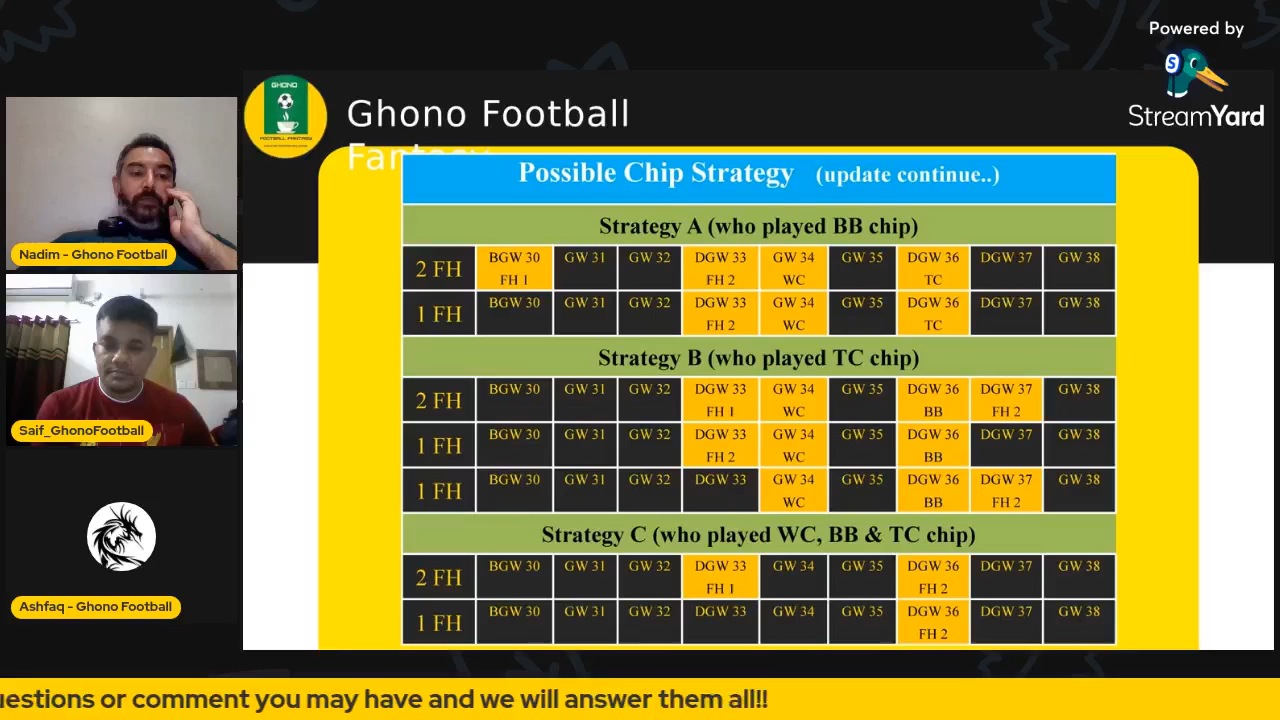 Powered by
S
StreamYard
GHONO
FOOTBALL FANTASY
Ghono Football
Fantasy
Possible Chip Strategy (update continue..)
Strategy A (who played BB chip)
2 FH BGW 30 GW 31 GW 32 DGW 33 GW 34 GW 35 DGW 36 DGW 37 GW 38
FH 1 FH 2 WC TC
1 FH BGW 30 GW 31 GW 32 DGW 33 GW 34 GW 35 DGW 36 DGW 37 GW 38
FH 2 WC TC
Strategy B (who played TC chip)
2 FH BGW 30 GW 31 GW 32 DGW 33 GW 34 GW 35 DGW 36 DGW 37 GW 38
FH 1 WC BB FH 2
1 FH BGW 30 GW 31 GW 32 DGW 33 GW 34 GW 35 DGW 36 DGW 37 GW 38
FH 2 WC BB
1 FH BGW 30 GW 31 GW 32 DGW 33 GW 34 GW 35 DGW 36 DGW 37 GW 38
WC BB FH 2
Strategy C (who played WC, BB & TC chip)
2 FH BGW 30 GW 31 GW 32 DGW 33 GW 34 GW 35 DGW 36 DGW 37 GW 38
FH 1 FH 2
1 FH BGW 30 GW 31 GW 32 DGW 33 GW 34 GW 35 DGW 36 DGW 37 GW 38
FH 2
Nadim - Ghono Football
Saif_GhonoFootball
Ashfaq - Ghono Football
uestions or comment you may have and we will answer them all!!